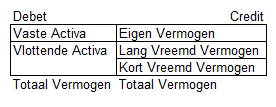 Debet Credit
Vaste Activa Eigen Vermogen
Vlottende Activa Lang Vreemd Vermogen
Kort Vreemd Vermogen
Totaal Vermogen Totaal Vermogen